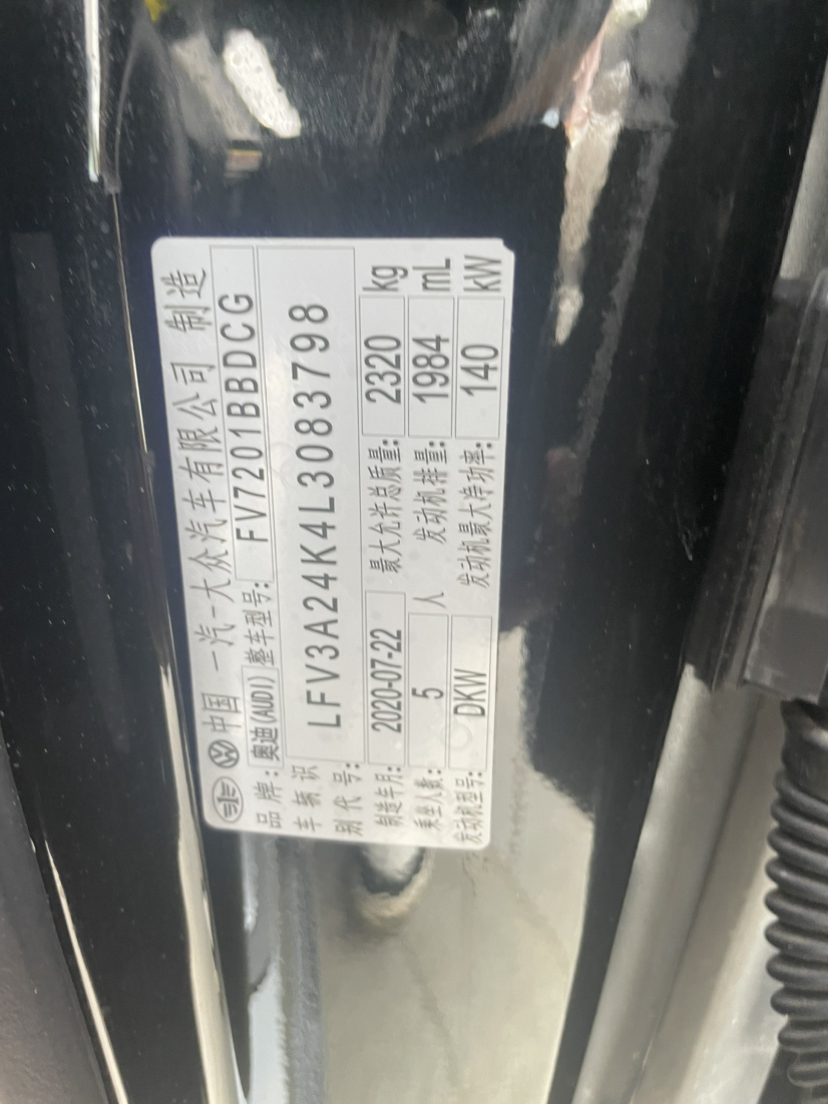 中国 一汽-大众汽车有限公司 制造
品牌: 奥迪(AUDI) 整车型号: FV7201BBDCG
车辆识别代号: LFV3A24K4L3083798
制造年月: 2020-07-22 最大允许总质量: 2320 kg
乘坐人数: 5 人 发动机排量: 1984 mL
发动机型号: DKW 发动机最大净功率: 140 kW